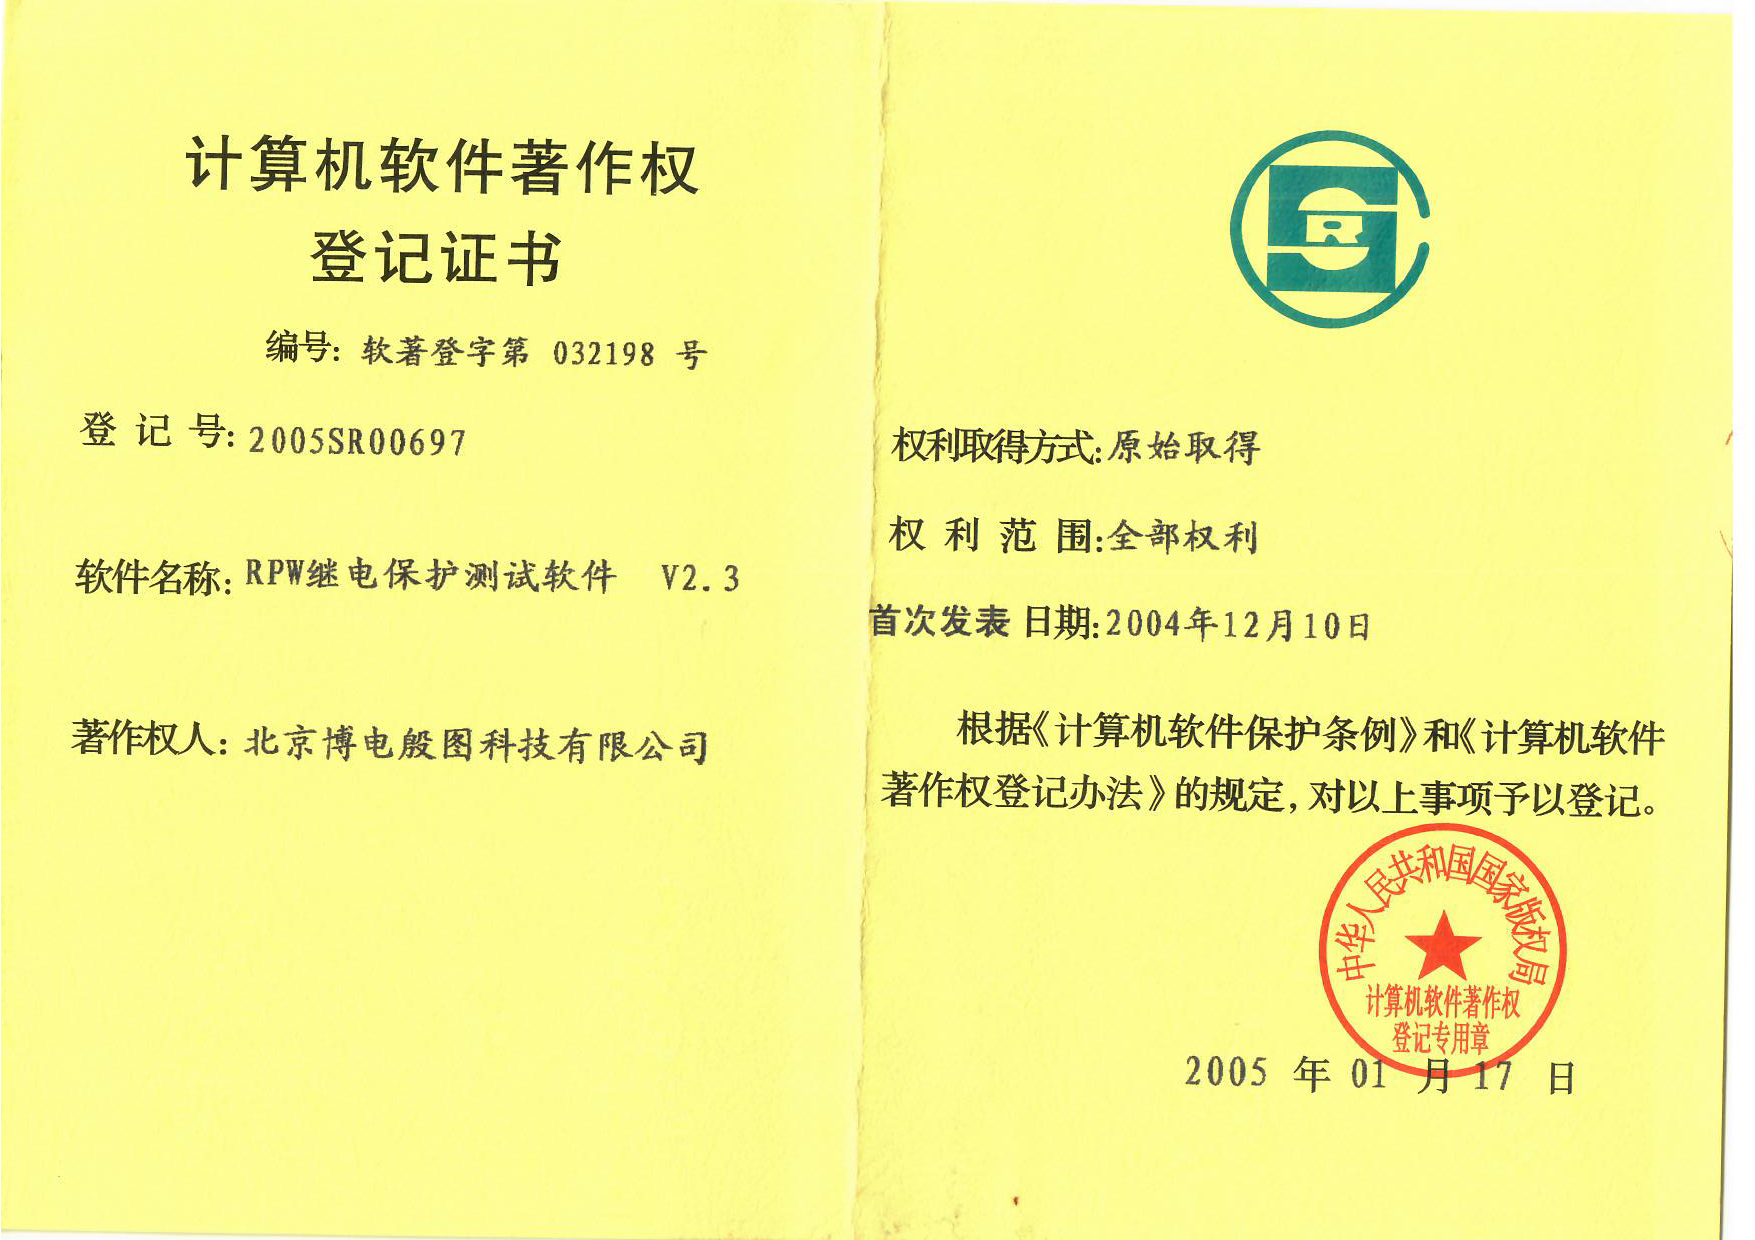 计算机软件著作权
登记证书
编号: 软著登字第 032198 号
登 记 号: 2005SR00697
软件名称: RPW继电保护测试软件 V2.3
著作权人: 北京博电殷图科技有限公司
R
权利取得方式: 原始取得
权 利 范 围: 全部权利
首次发表 日期: 2004年12月10日
根据《计算机软件保护条例》和《计算机软件
著作权登记办法》的规定, 对以上事项予以登记。
中华人民共和国国家版权局
计算机软件著作权
登记专用章
2005 年 01 月 17 日